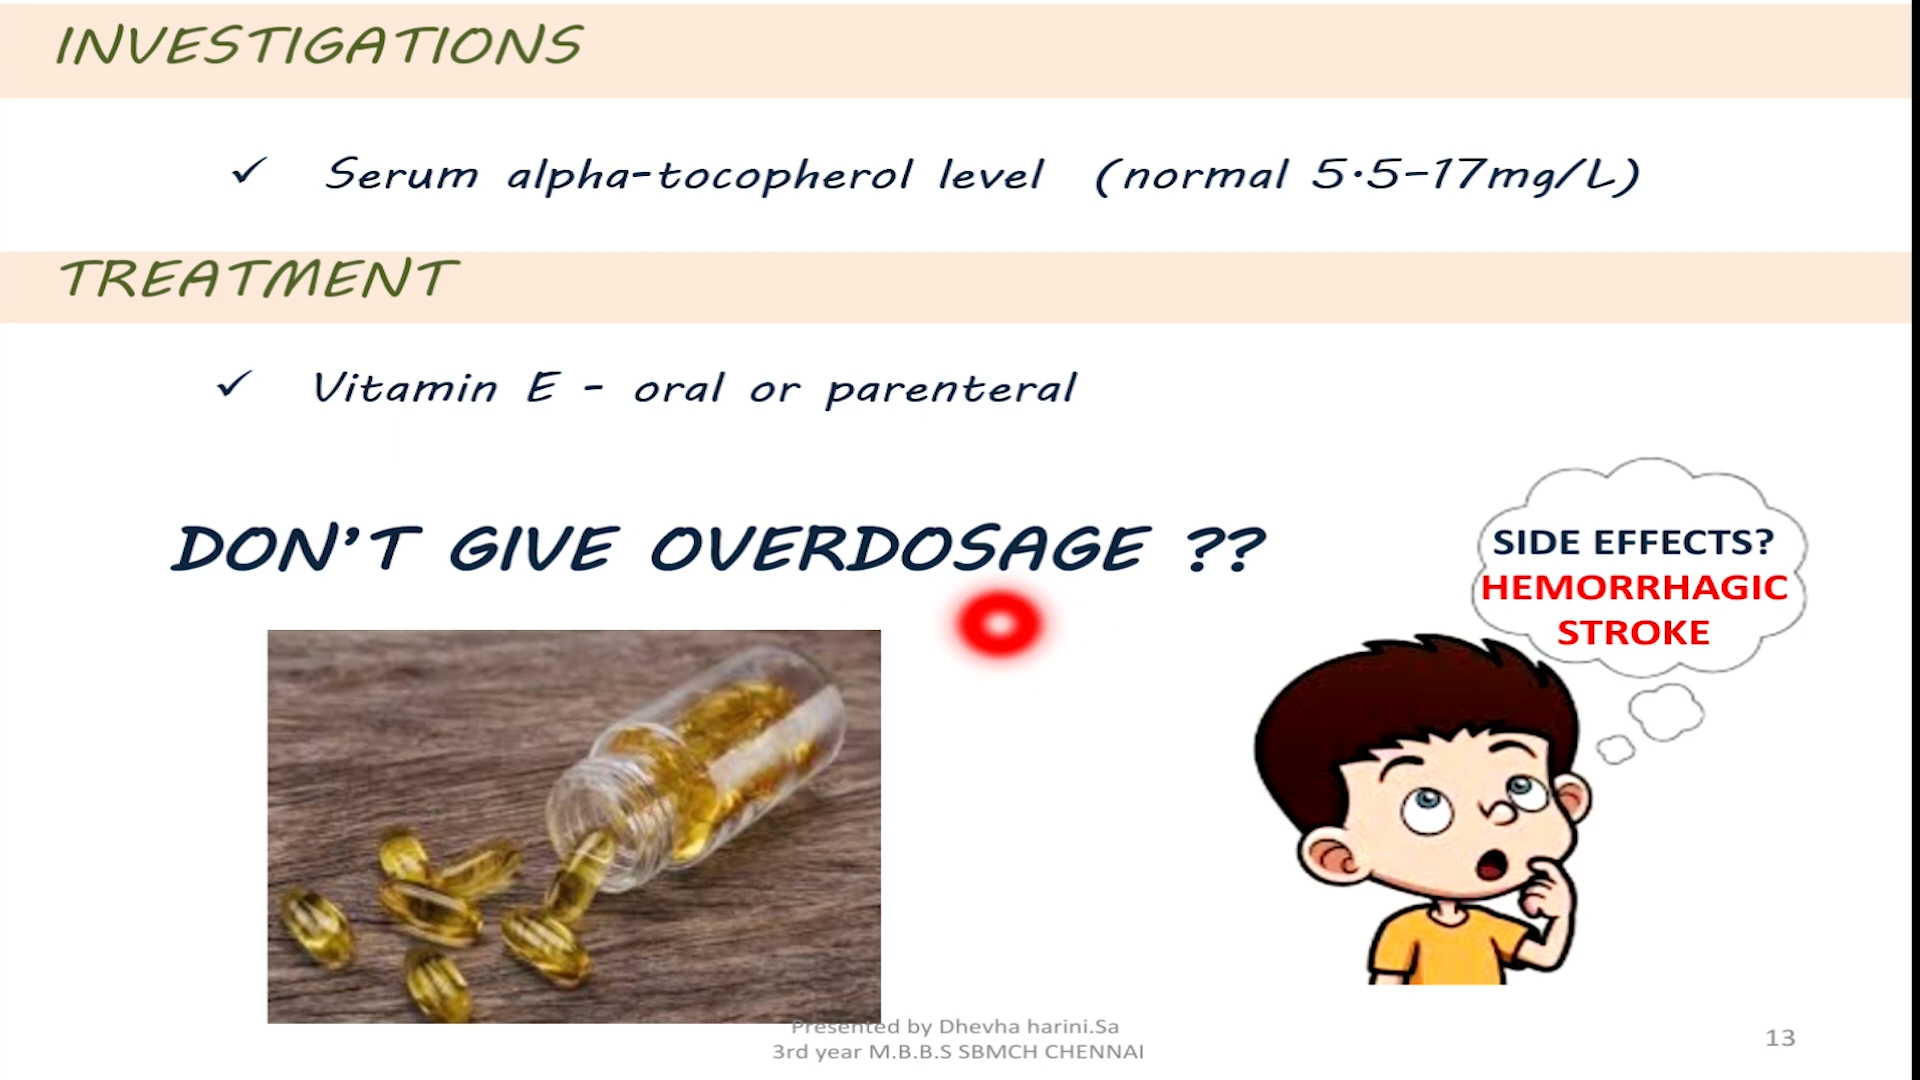 INVESTIGATIONS
✓ Serum alpha-tocopherol level (normal 5.5-17mg/L)
TREATMENT
✓ Vitamin E - oral or parenteral
DON'T GIVE OVERDOSAGE ??
SIDE EFFECTS?
HEMORRHAGIC
STROKE
Presented by Dhevha harini.Sa
3rd year M.B.B.S SBMCH CHENNAI
13